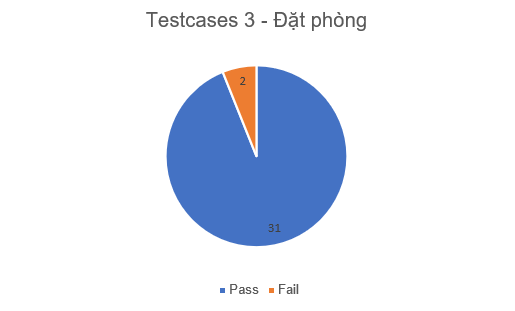 Testcases 3 - Đặt phòng
2
31
Pass Fail